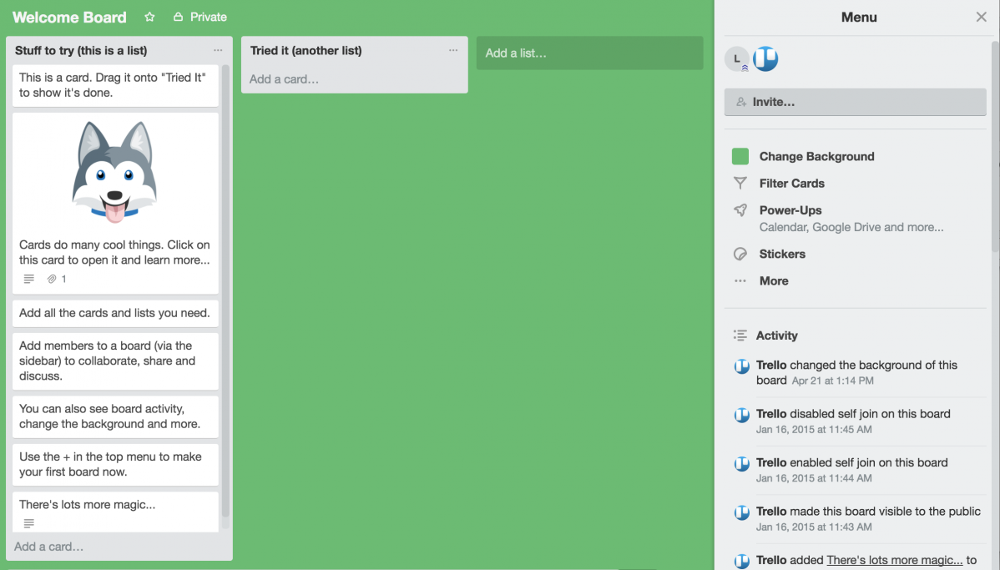 Welcome Board
Private
Stuff to try (this is a list)
This is a card. Drag it onto "Tried It"
to show it's done.
Cards do many cool things. Click on
this card to open it and learn more...
1
Add all the cards and lists you need.
Add members to a board (via the
sidebar) to collaborate, share and
discuss.
You can also see board activity,
change the background and more.
Use the + in the top menu to make
your first board now.
There's lots more magic...
Add a card…
Tried it (another list)
Add a card…
Add a list…
Menu
L
Invite…
Change Background
Filter Cards
Power-Ups
Calendar, Google Drive and more...
Stickers
More
Activity
Trello changed the background of this
board Apr 21 at 1:14 PM
Trello disabled self join on this board
Jan 16, 2015 at 11:45 AM
Trello enabled self join on this board
Jan 16, 2015 at 11:44 AM
Trello made this board visible to the public
Jan 16, 2015 at 11:43 AM
Trello added There's lots more magic... to